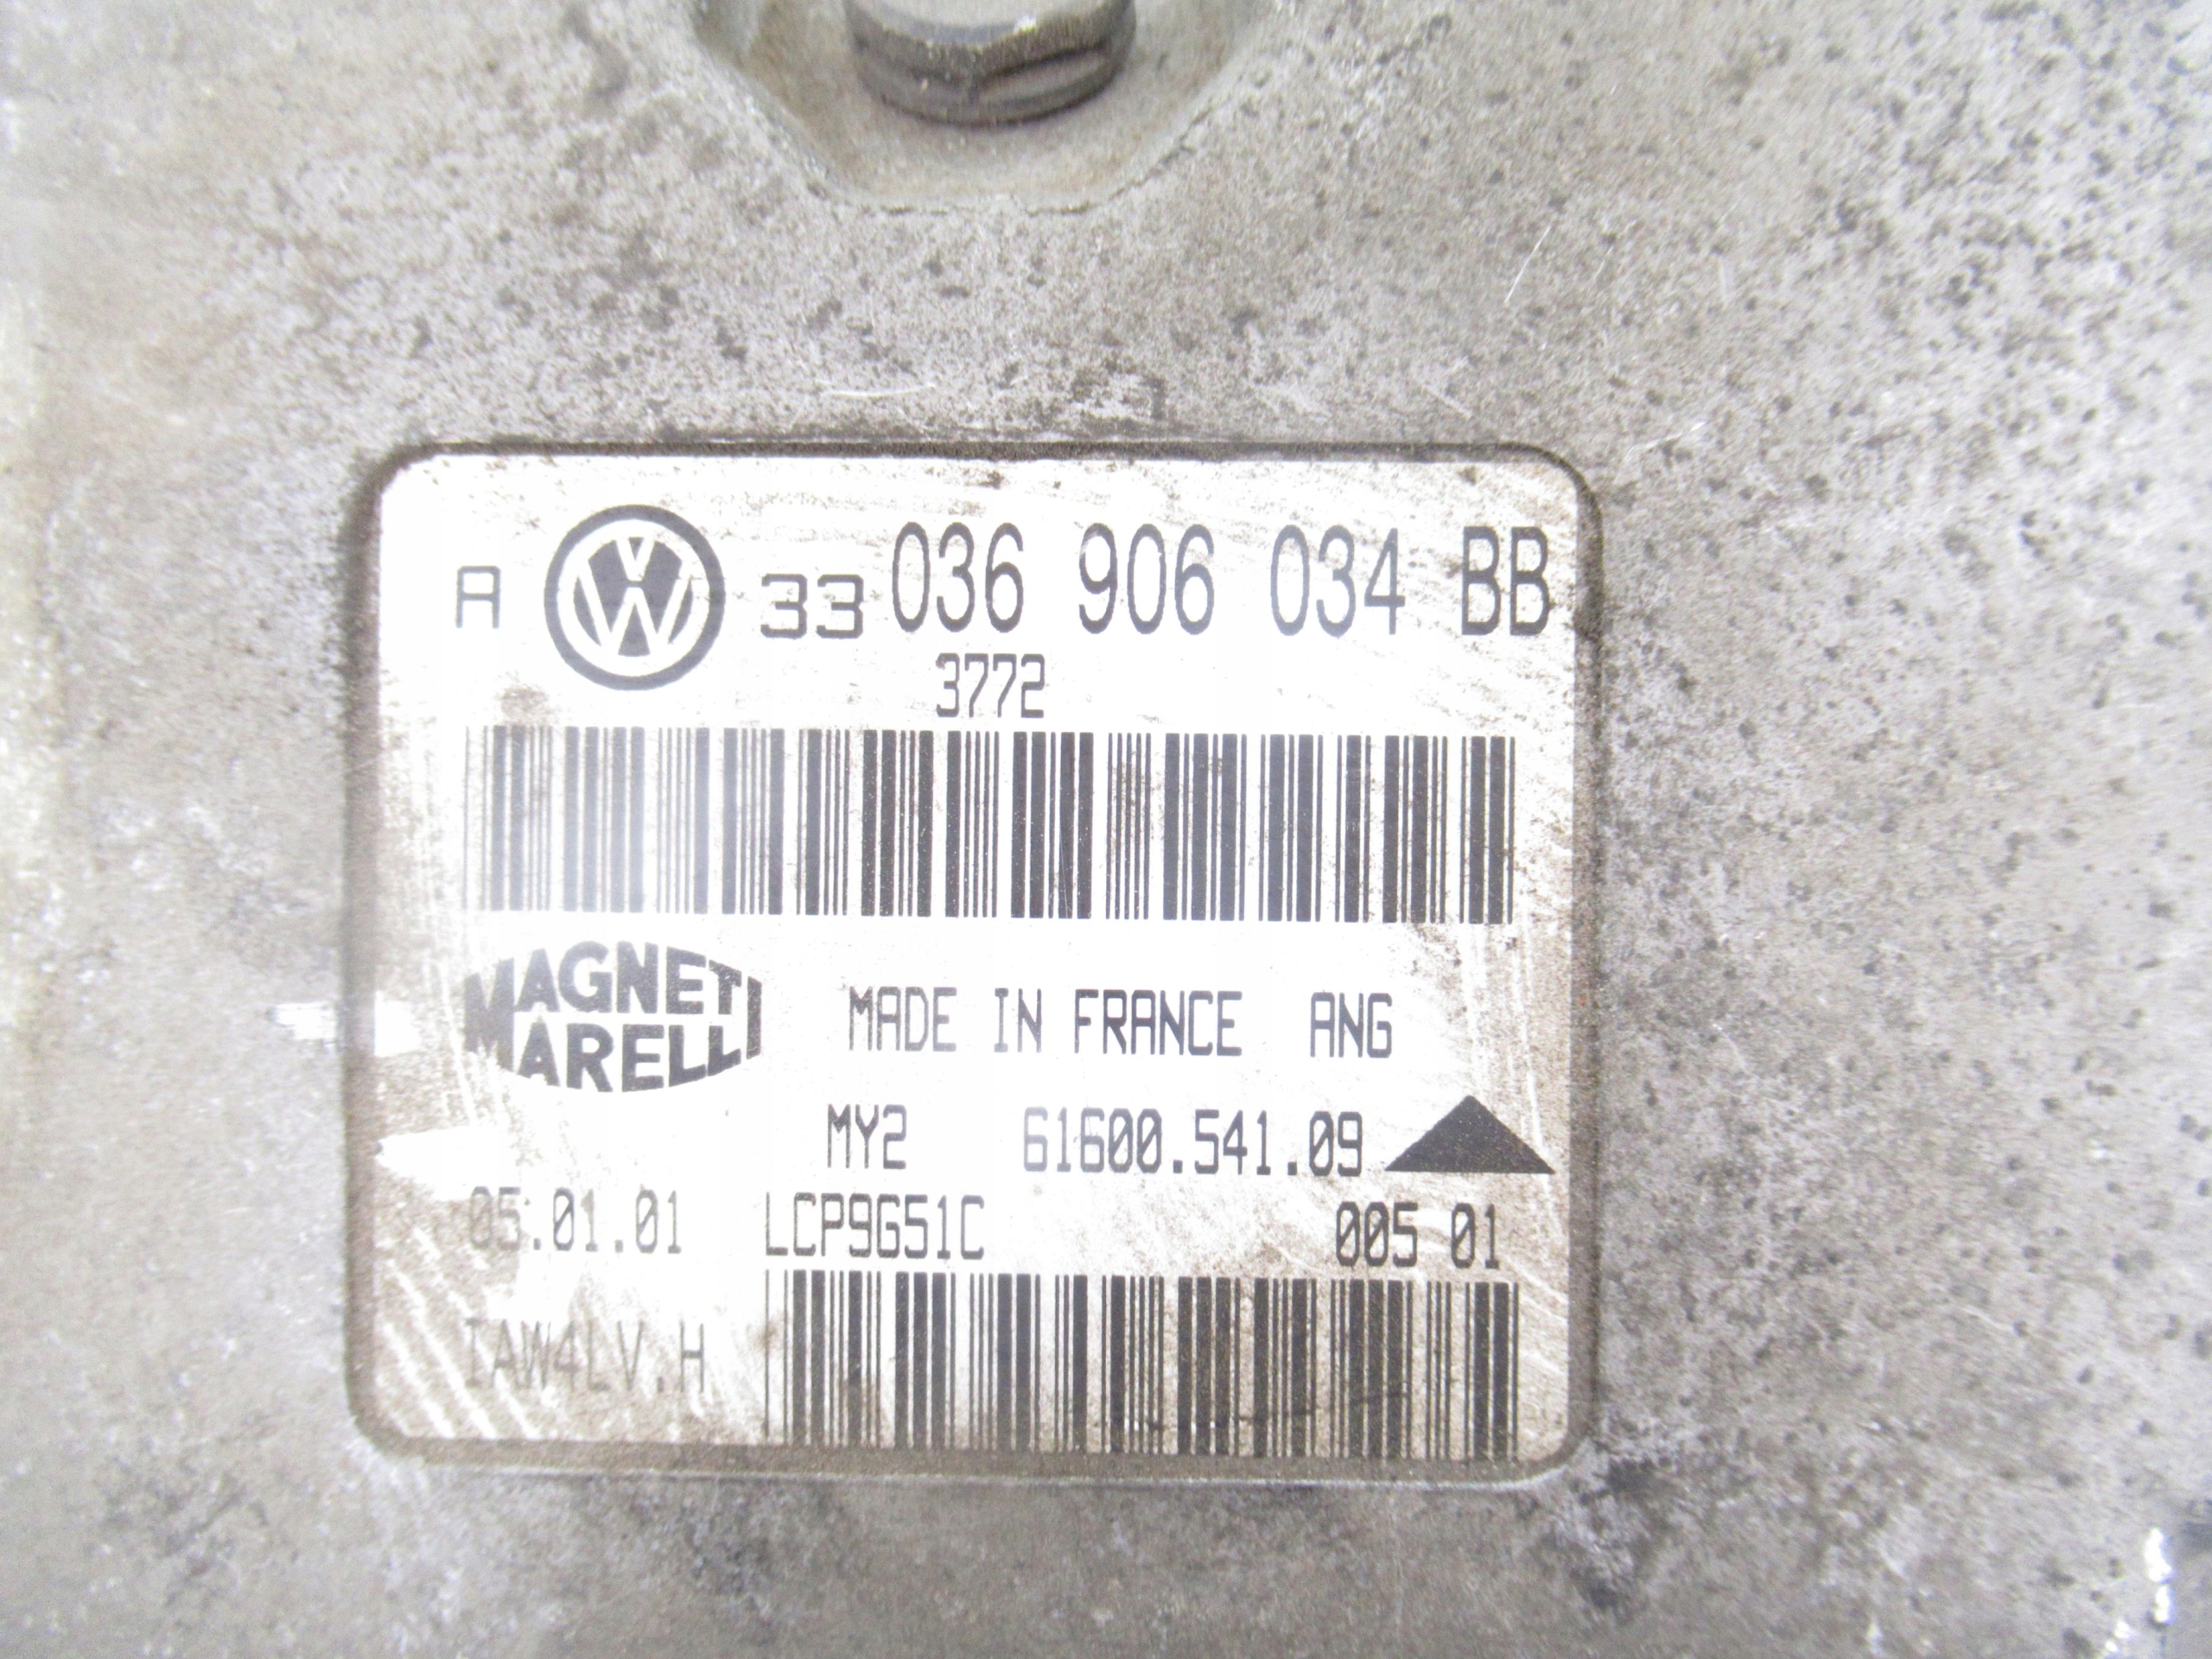 A VW 33 036 906 034 BB
3772
MAGNETI
MARELLI
MADE IN FRANCE ANG
MY2 61600.541.09
05.01.01 LCP9G51C 005 01
IAW4LV.H